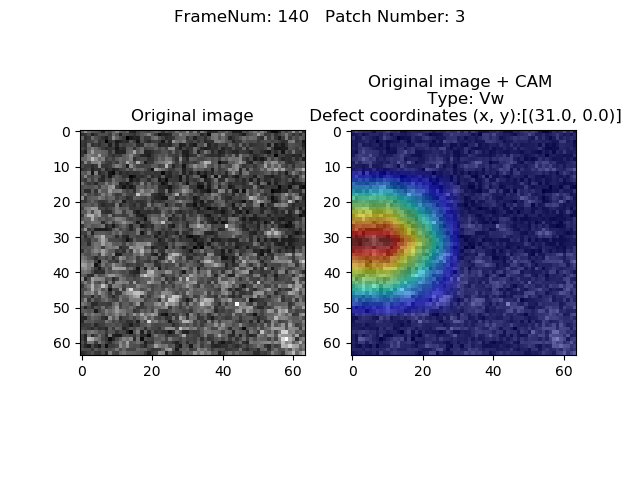 FrameNum: 140   Patch Number: 3
Original image + CAM
Type: Vw
Original image
Defect coordinates (x, y):[(31.0, 0.0)]
0
10
20
30
40
50
60
0 20 40 60
0
10
20
30
40
50
60
0 20 40 60